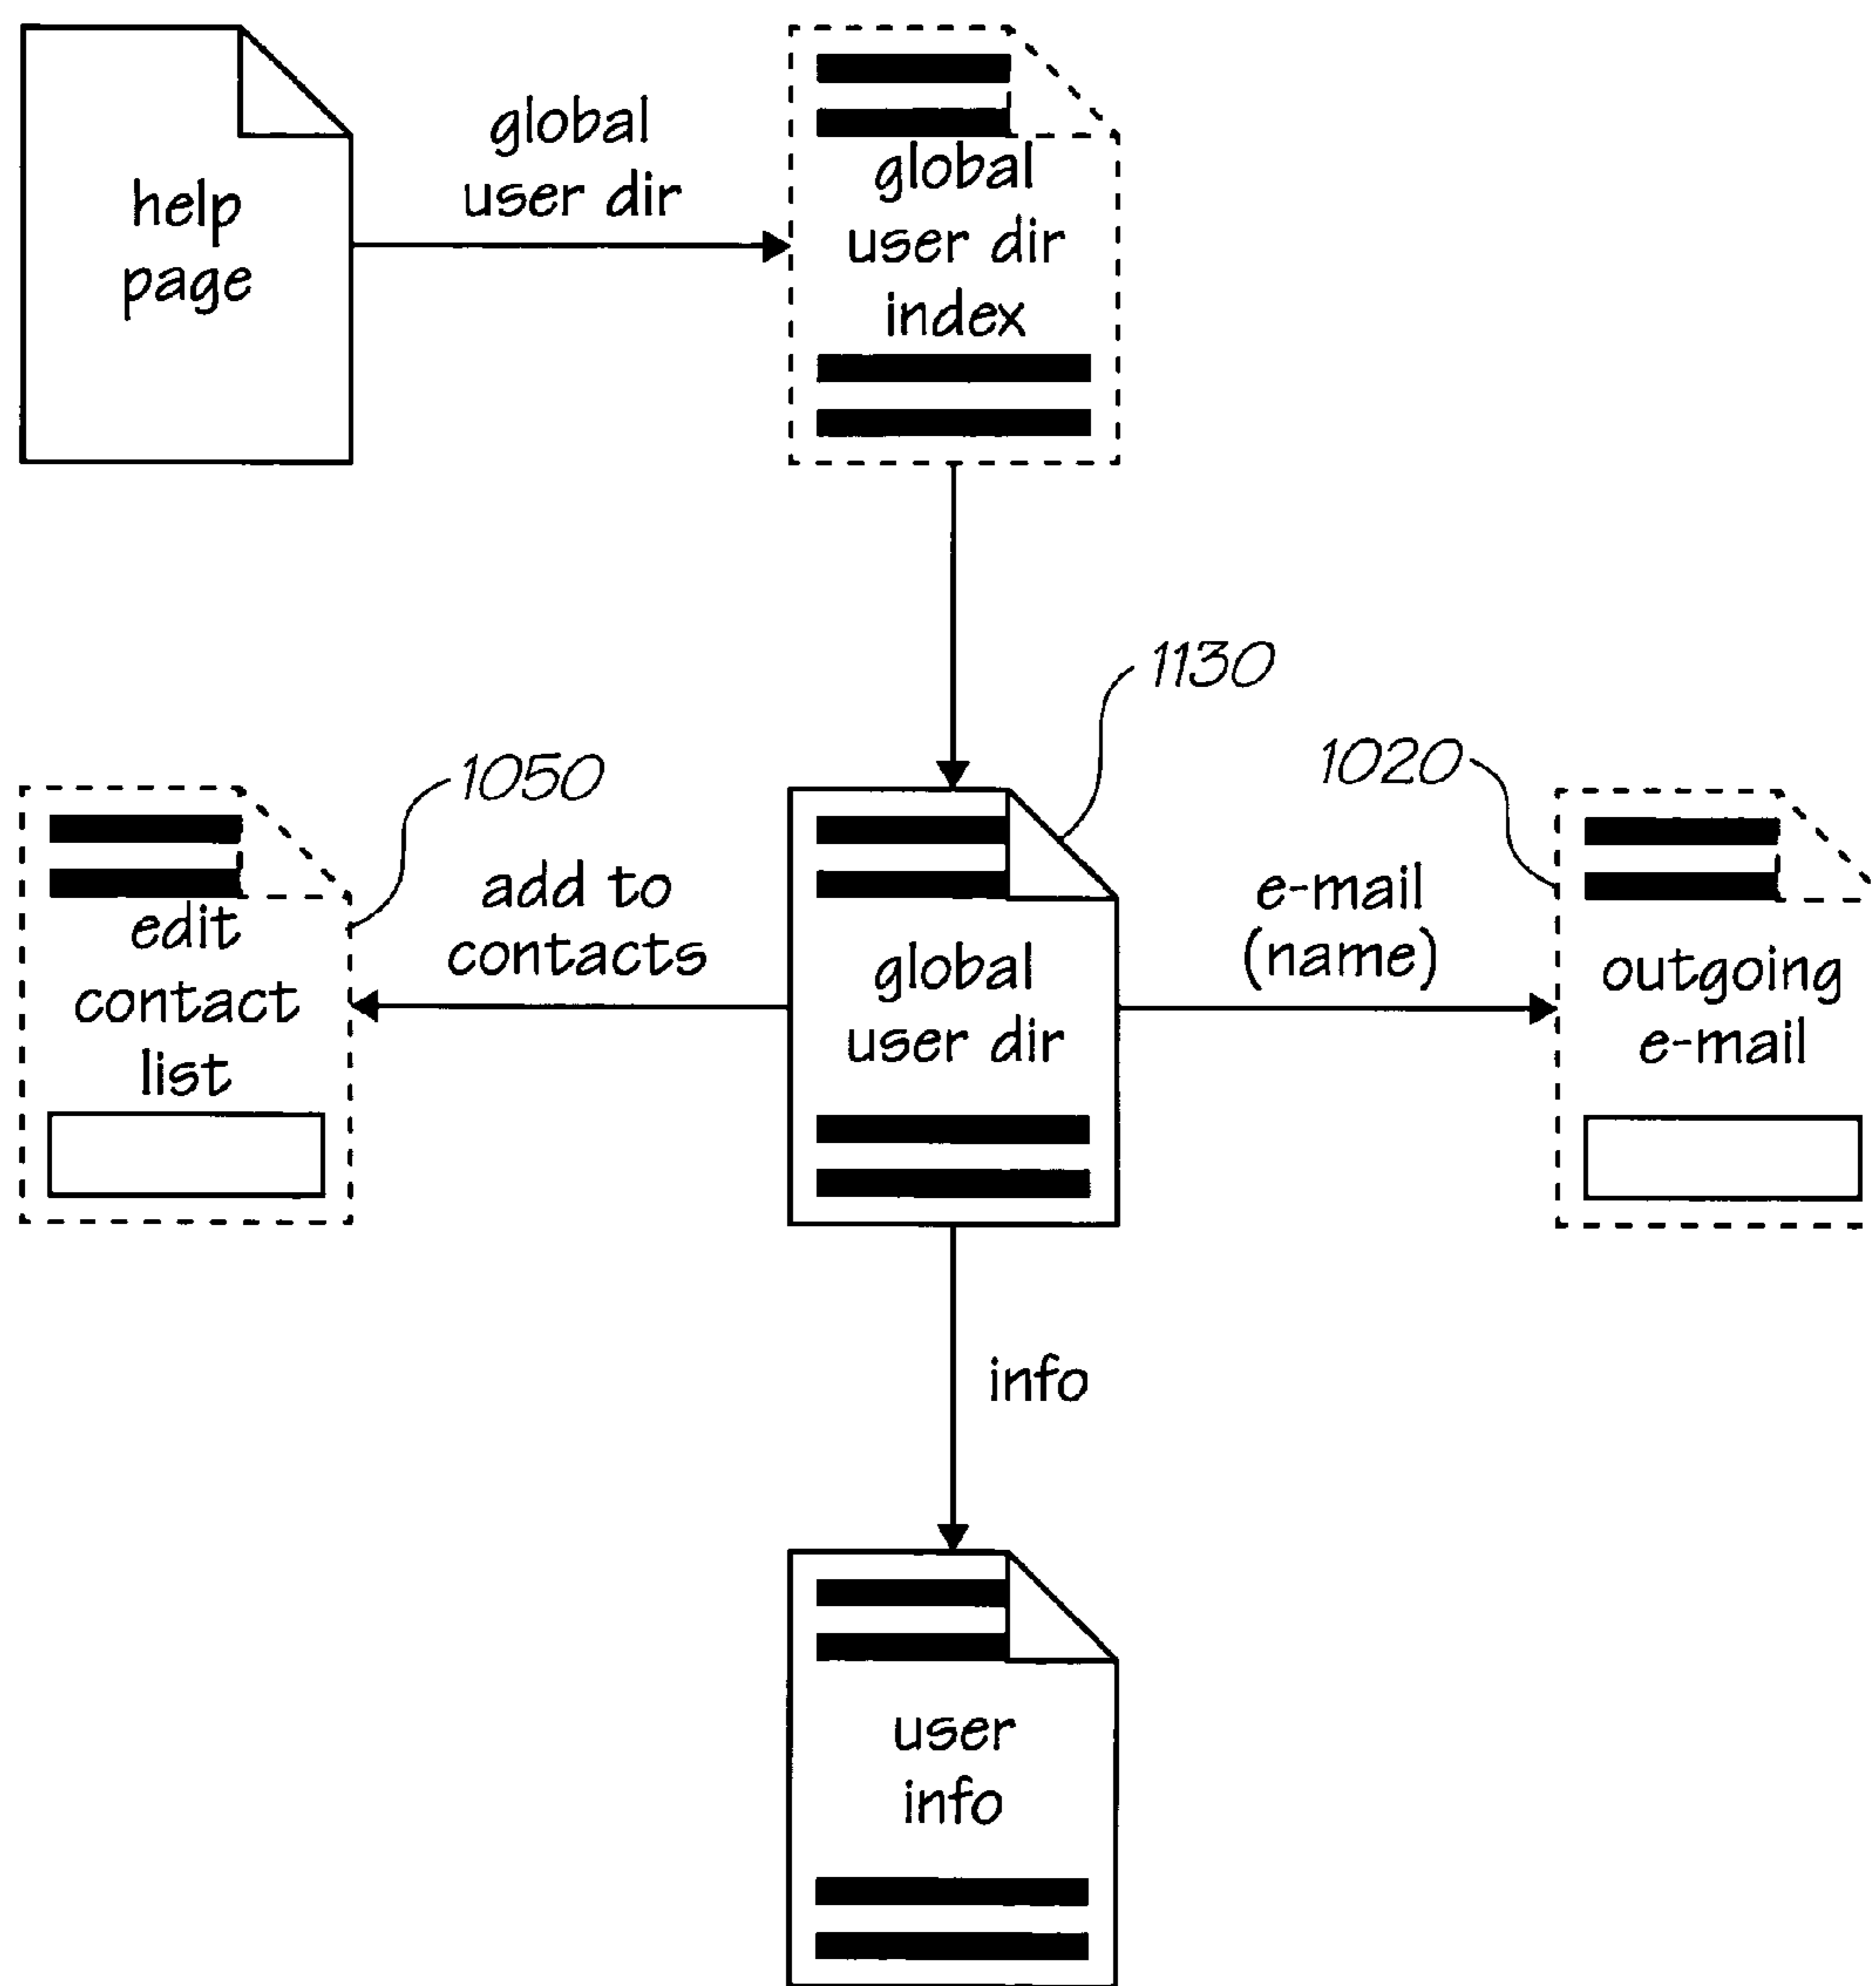 help
page
global
user dir
global
user dir
index
1130
1050
1020
edit
contact
list
add to
contacts
global
user dir
e-mail
(name)
outgoing
e-mail
info
user
info